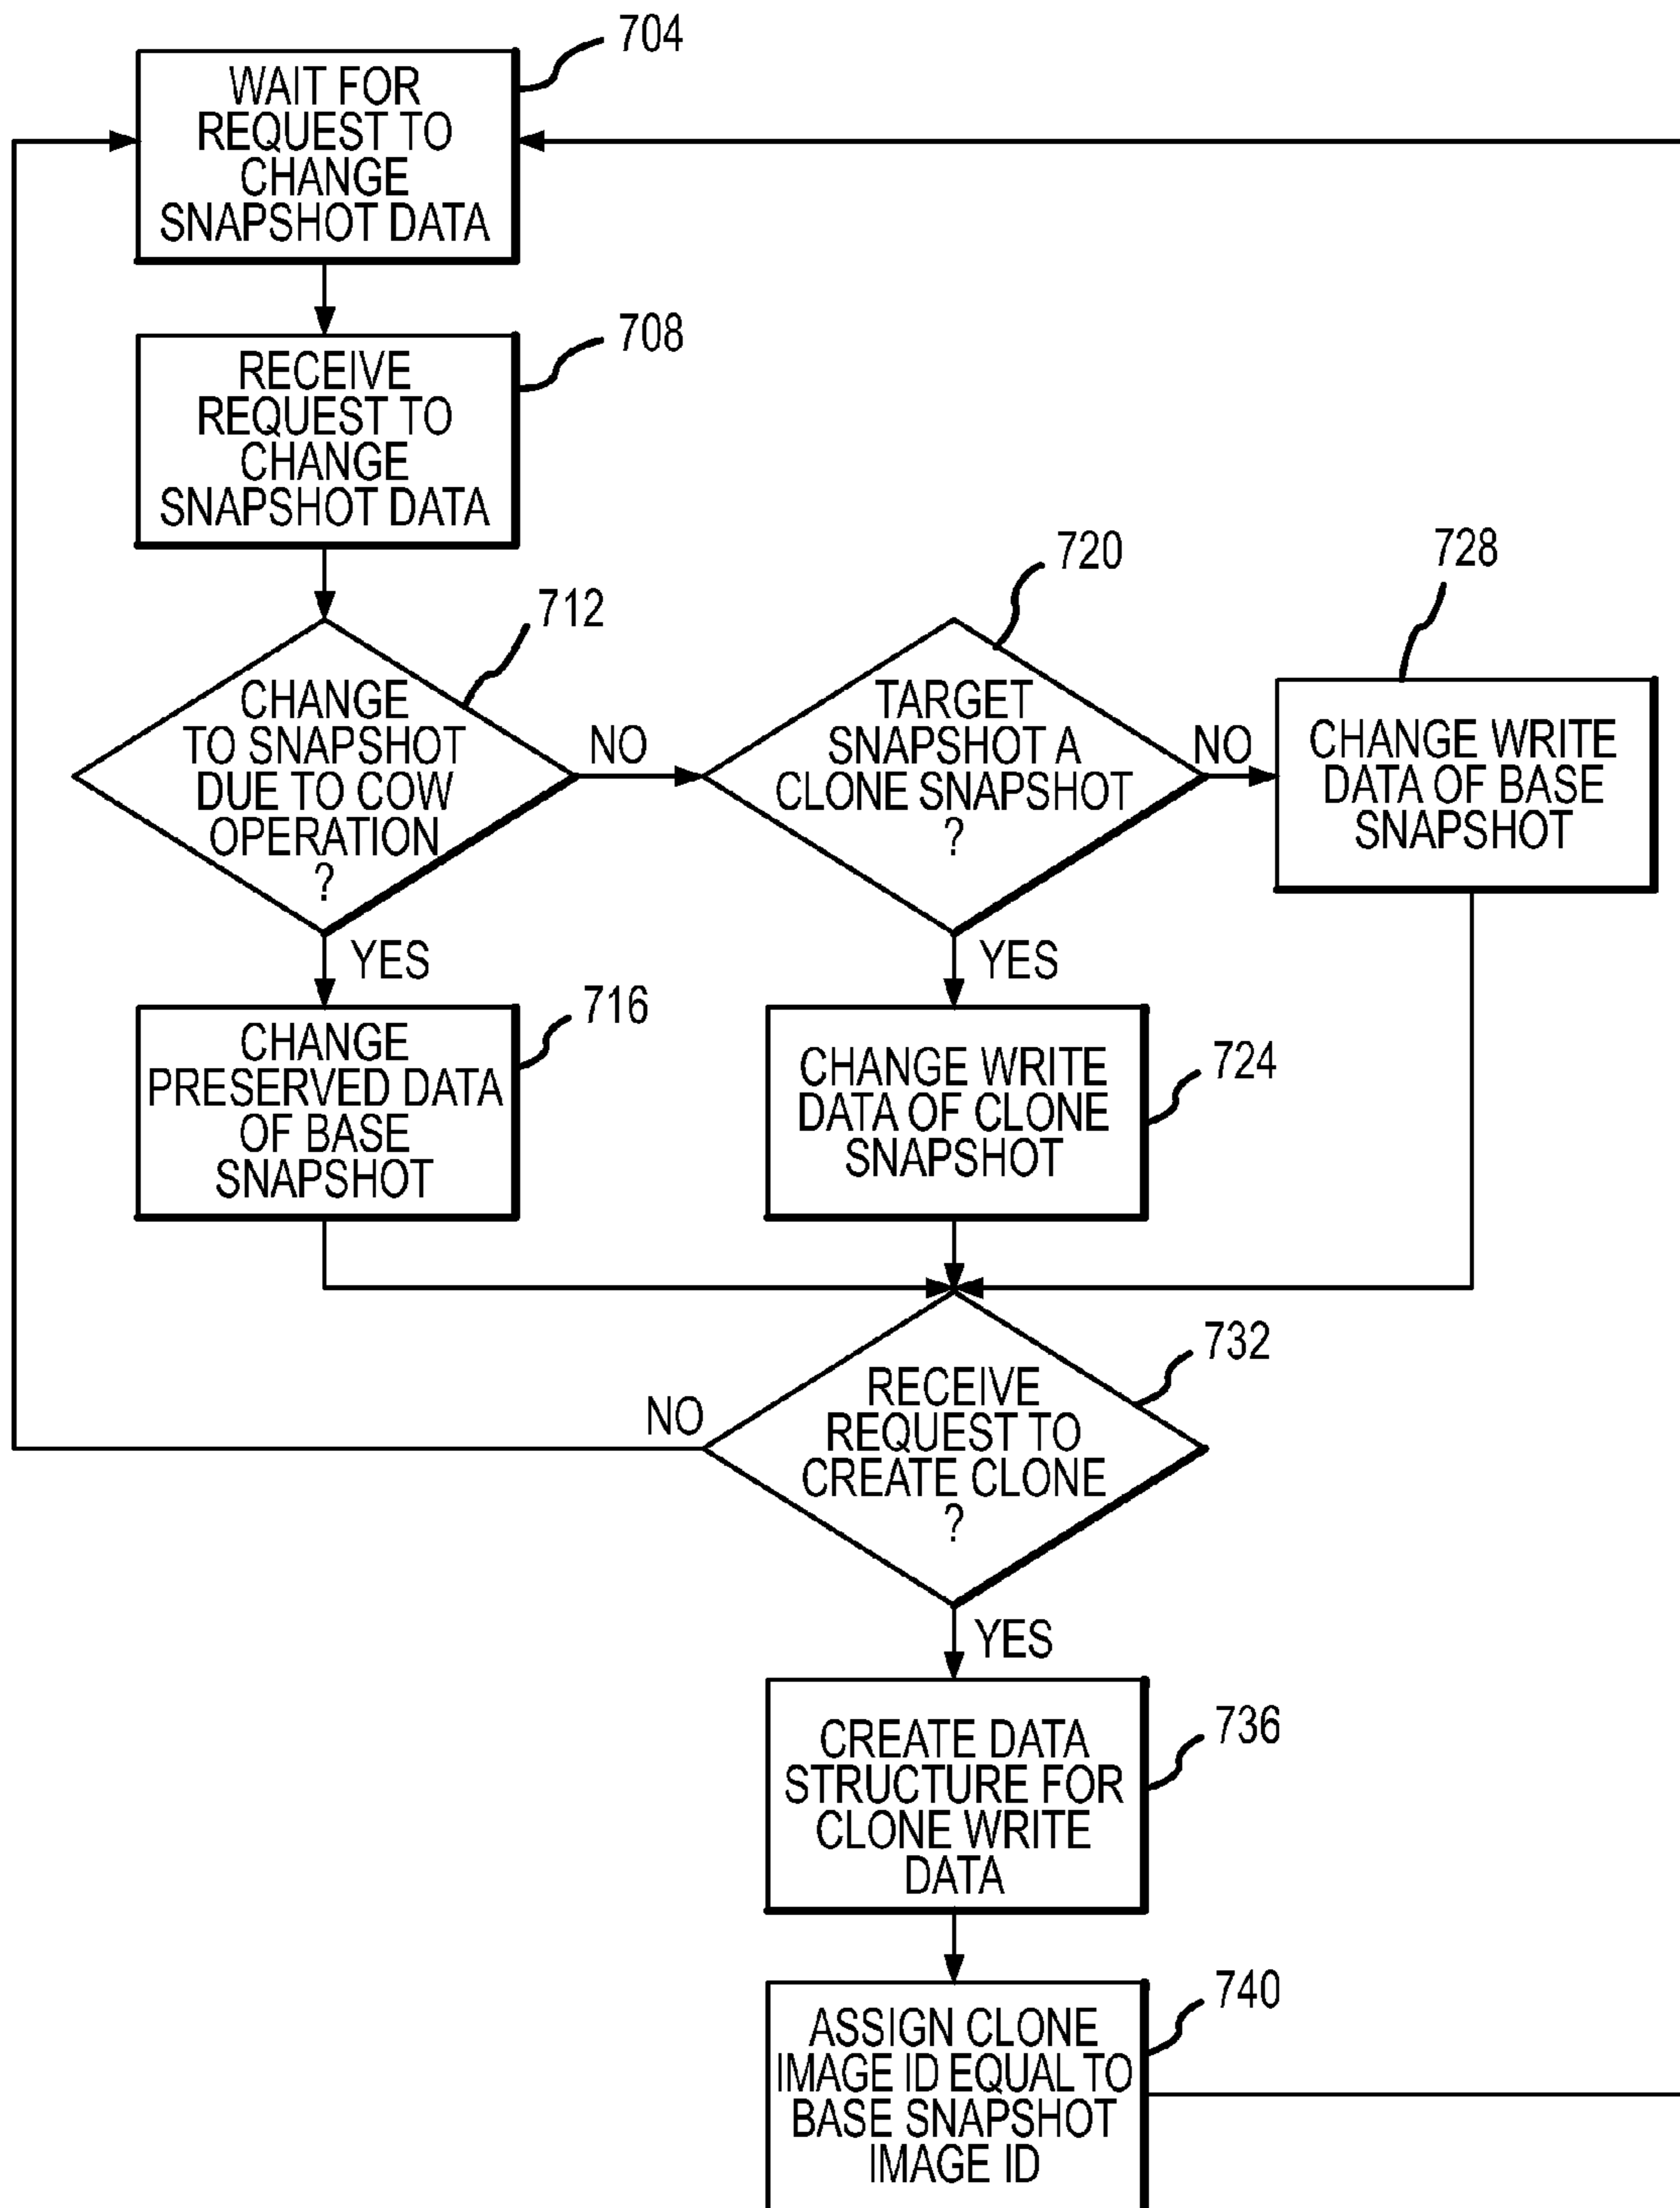 704
WAIT FOR
REQUEST TO
CHANGE
SNAPSHOT DATA
708
RECEIVE
REQUEST TO
CHANGE
SNAPSHOT DATA
712
CHANGE
TO SNAPSHOT
DUE TO COW
OPERATION
?
NO
YES
720
TARGET
SNAPSHOT A
CLONE SNAPSHOT
?
NO
YES
728
CHANGE WRITE
DATA OF BASE
SNAPSHOT
716
CHANGE
PRESERVED DATA
OF BASE
SNAPSHOT
724
CHANGE WRITE
DATA OF CLONE
SNAPSHOT
732
RECEIVE
REQUEST TO
CREATE CLONE
?
NO
YES
736
CREATE DATA
STRUCTURE FOR
CLONE WRITE
DATA
740
ASSIGN CLONE
IMAGE ID EQUAL TO
BASE SNAPSHOT
IMAGE ID